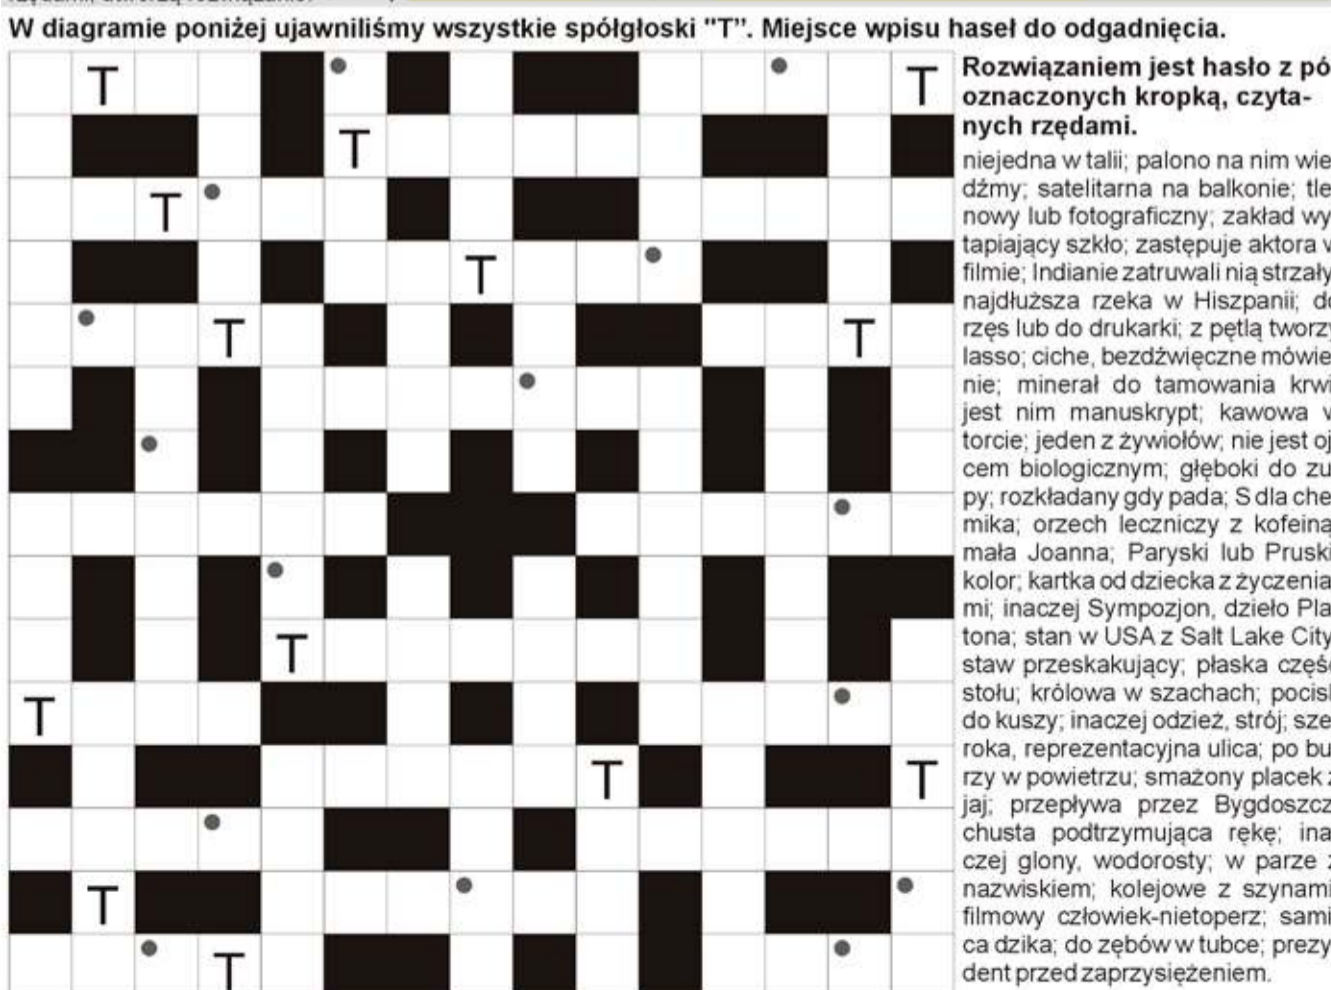 W diagramie poniżej ujawniliśmy wszystkie spółgłoski "T". Miejsce wpisu haseł do odgadnięcia.
T T
T
T
T
T T
T
T
T T
T
T
Rozwiązaniem jest hasło z pó
oznaczonych kropką, czyta-
nych rzędami.
niejedna w talii; palono na nim wie
dźmy; satelitarna na balkonie; tle
nowy lub fotograficzny; zakład wy
tapiający szkło; zastępuje aktora w
filmie; Indianie zatruwali nią strzały
najdłuższa rzeka w Hiszpanii; do
rzęs lub do drukarki; z pętlą tworzy
lasso; ciche, bezdźwięczne mówie
nie; minerał do tamowania krwi
jest nim manuskrypt; kawowa w
torcie; jeden z żywiołów; nie jest oj
cem biologicznym; głęboki do zu
py; rozkładany gdy pada; S dla che
mika; orzech leczniczy z kofeiną
mała Joanna; Paryski lub Pruski
kolor; kartka od dziecka z życzenia
mi; inaczej Sympozjon, dzieło Pla
tona; stan w USA z Salt Lake City
staw przeskakujący; płaska część
stołu; królowa w szachach; pocisk
do kuszy; inaczej odzież, strój; sze
roka, reprezentacyjna ulica; po bu
rzy w powietrzu; smażony placek z
jaj; przepływa przez Bygdoszcz
chusta podtrzymująca rękę; ina
czej glony, wodorosty; w parze z
nazwiskiem; kolejowe z szynami
filmowy człowiek-nietoperz; sami
ca dzika; do zębów w tubce; prezy
dent przed zaprzysiężeniem.